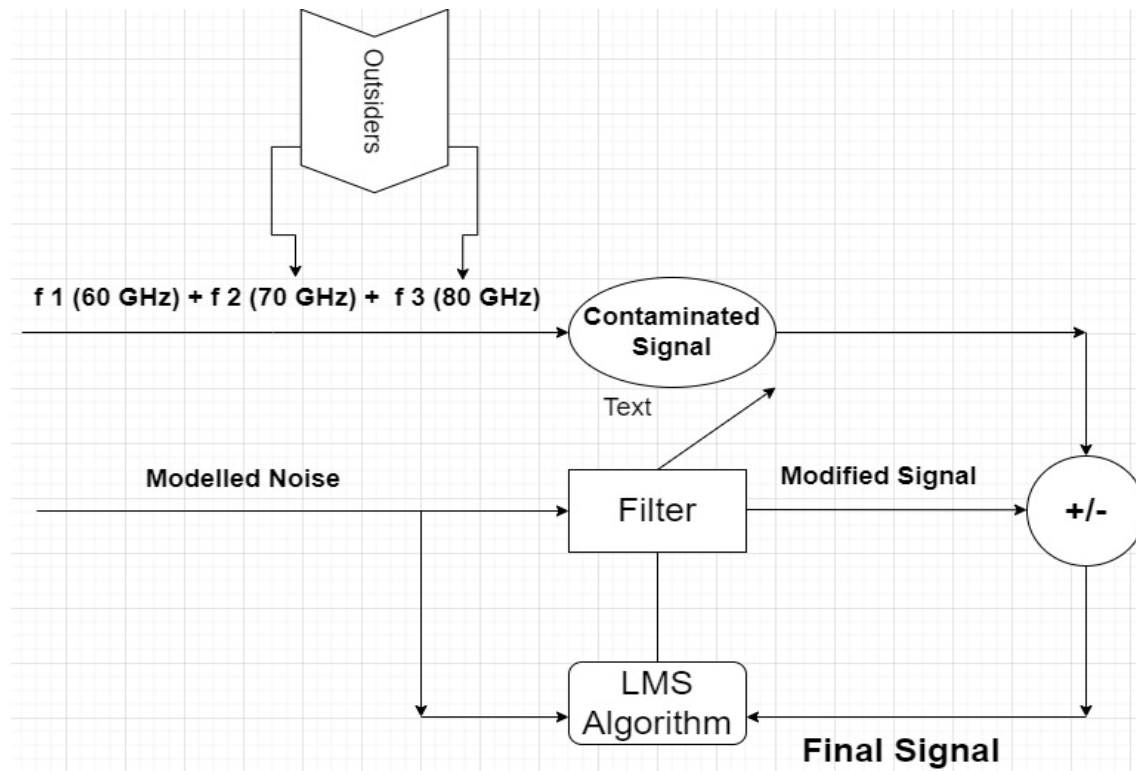 Outsiders
f 1 (60 GHz) + f 2 (70 GHz) + f 3 (80 GHz)
Contaminated
Signal
Text
Modelled Noise
Filter
Modified Signal
+/-
LMS
Algorithm
Final Signal